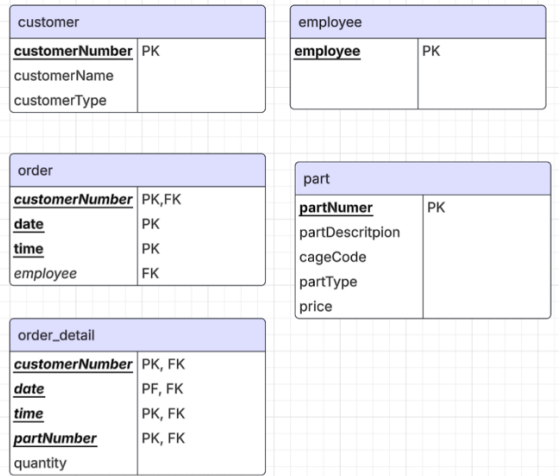 customer
customerNumber PK
customerName
customerType
employee
employee PK
order
customerNumber PK,FK
date PK
time PK
employee FK
part
partNumer PK
partDescritpion
cageCode
partType
price
order_detail
customerNumber PK, FK
date PF, FK
time PK, FK
partNumber PK, FK
quantity